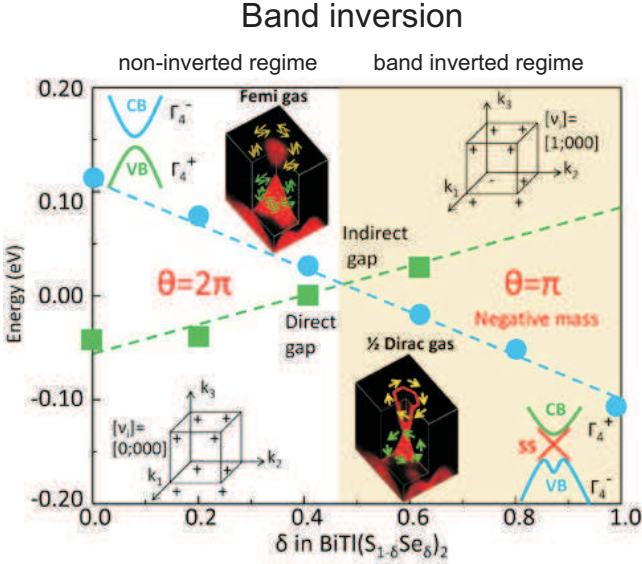 Band inversion
non-inverted regime
band inverted regime
0.20
0.10
0.00
-0.10
-0.20
Energy (eV)
CB
Γ₄⁻
VB
Γ₄⁺
Femi gas
k₃
k₁
k₂
+ + + + + + + -
[νᵢ]=
[1;000]
Indirect
gap
θ=2π
Direct
gap
θ=π
Negative mass
½ Dirac gas
[νᵢ]=
[0;000]
k₃
k₁
k₂
+ + + + + + + +
CB
Γ₄⁺
SS
VB
Γ₄⁻
0.0
0.2
0.4
0.6
0.8
1.0
δ in BiTl(S₁₋δSeδ)₂